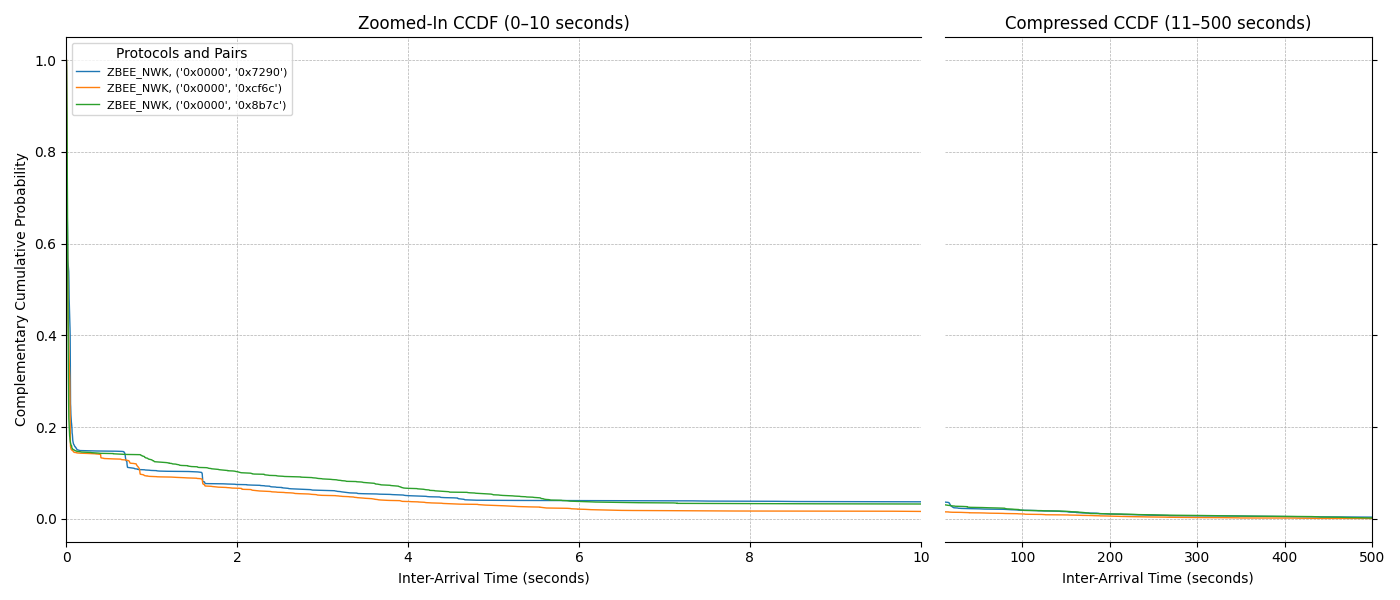 Zoomed-In CCDF (0–10 seconds)
Compressed CCDF (11–500 seconds)
Protocols and Pairs
ZBEE_NWK, ('0x0000', '0x7290')
ZBEE_NWK, ('0x0000', '0xcf6c')
ZBEE_NWK, ('0x0000', '0x8b7c')
Complementary Cumulative Probability
1.0
0.8
0.6
0.4
0.2
0.0
0 2 4 6 8 10
100 200 300 400 500
Inter-Arrival Time (seconds)
Inter-Arrival Time (seconds)